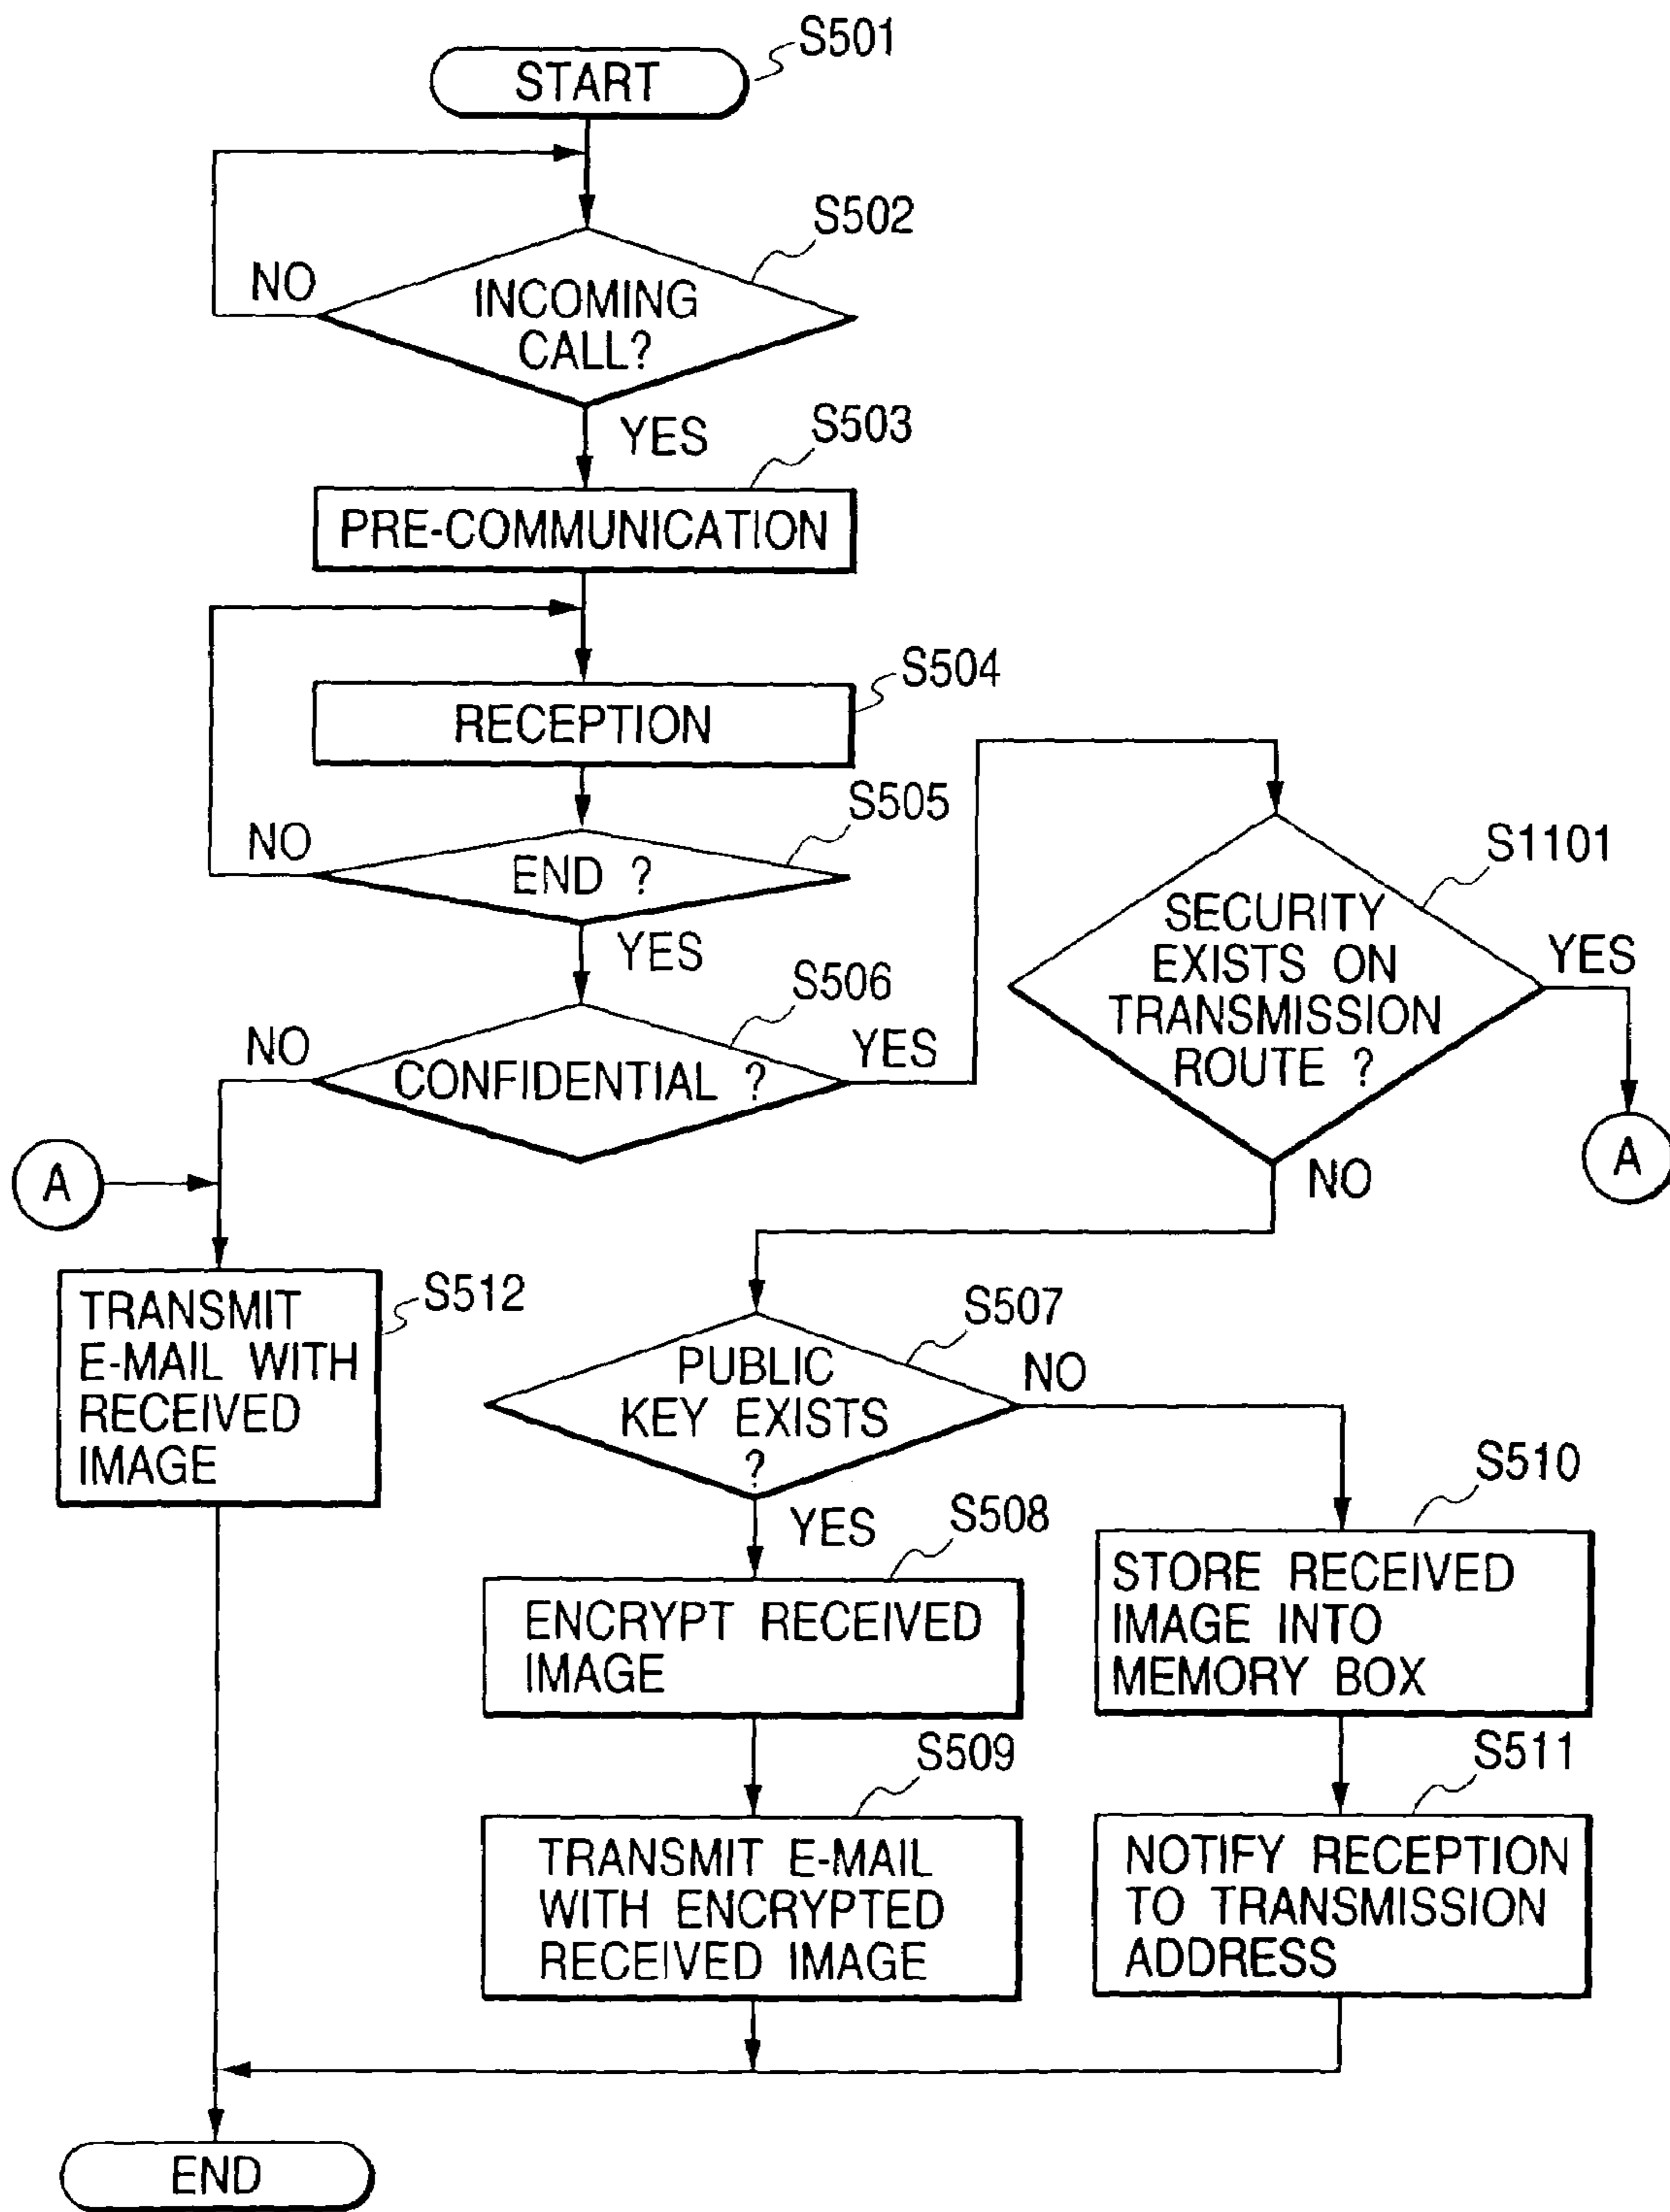 S501
START
S502
NO
INCOMING
CALL?
YES
S503
PRE-COMMUNICATION
S504
RECEPTION
S505
NO
END ?
YES
S506
NO
CONFIDENTIAL ?
YES
S1101
SECURITY
EXISTS ON
TRANSMISSION
ROUTE ?
YES
A
NO
A
S512
TRANSMIT
E-MAIL WITH
RECEIVED
IMAGE
S507
PUBLIC
KEY EXISTS
?
NO
YES
S508
ENCRYPT RECEIVED
IMAGE
S510
STORE RECEIVED
IMAGE INTO
MEMORY BOX
S509
TRANSMIT E-MAIL
WITH ENCRYPTED
RECEIVED IMAGE
S511
NOTIFY RECEPTION
TO TRANSMISSION
ADDRESS
END